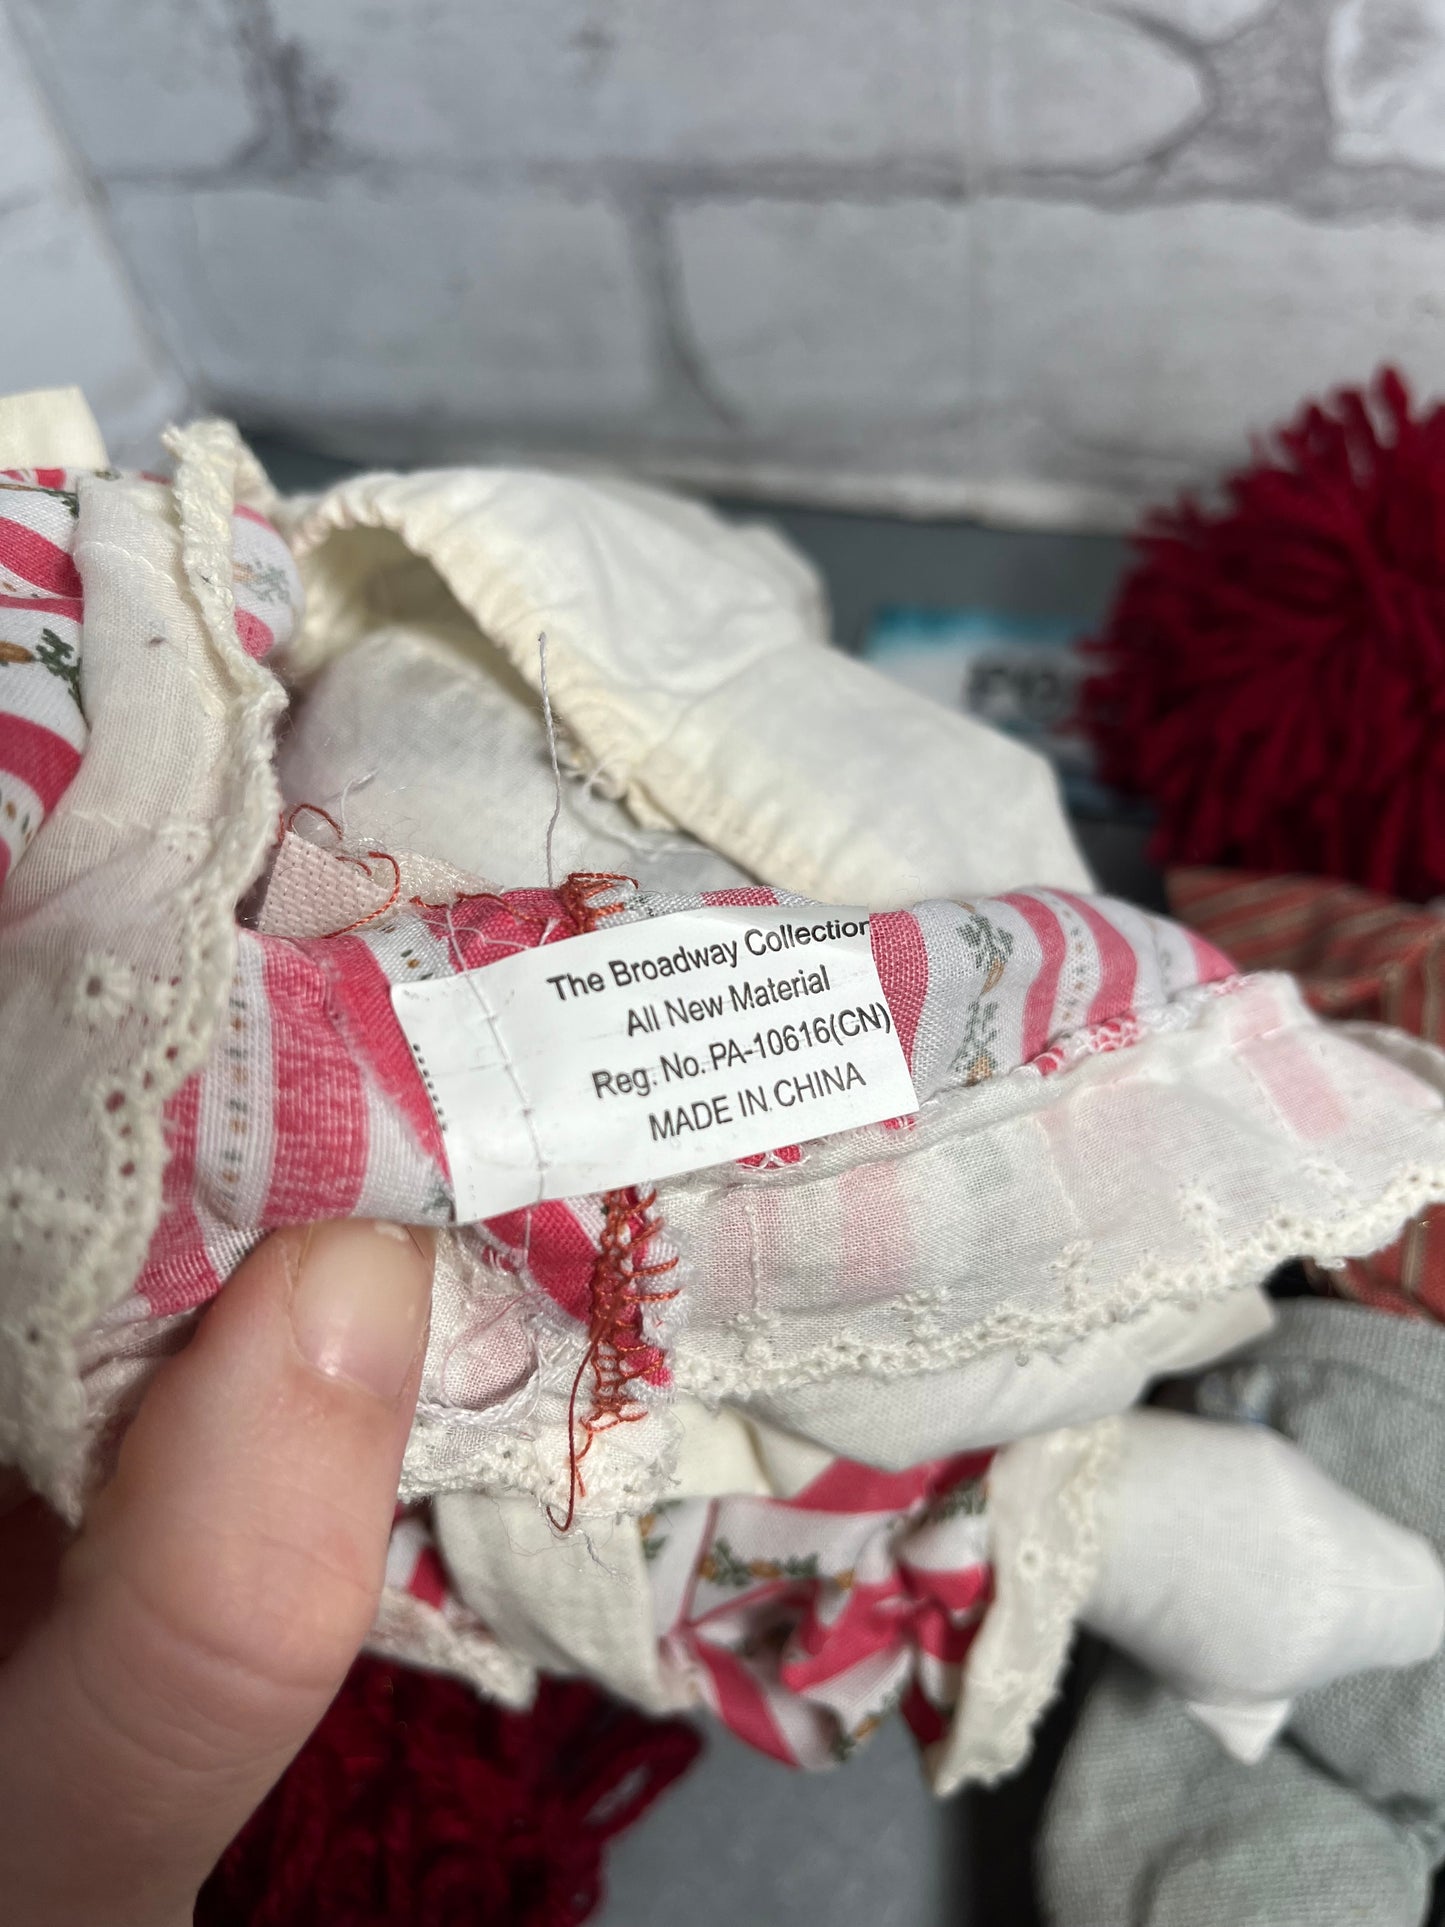 The Broadway Collection
All New Material
Reg. No. PA-10616(CN)
MADE IN CHINA